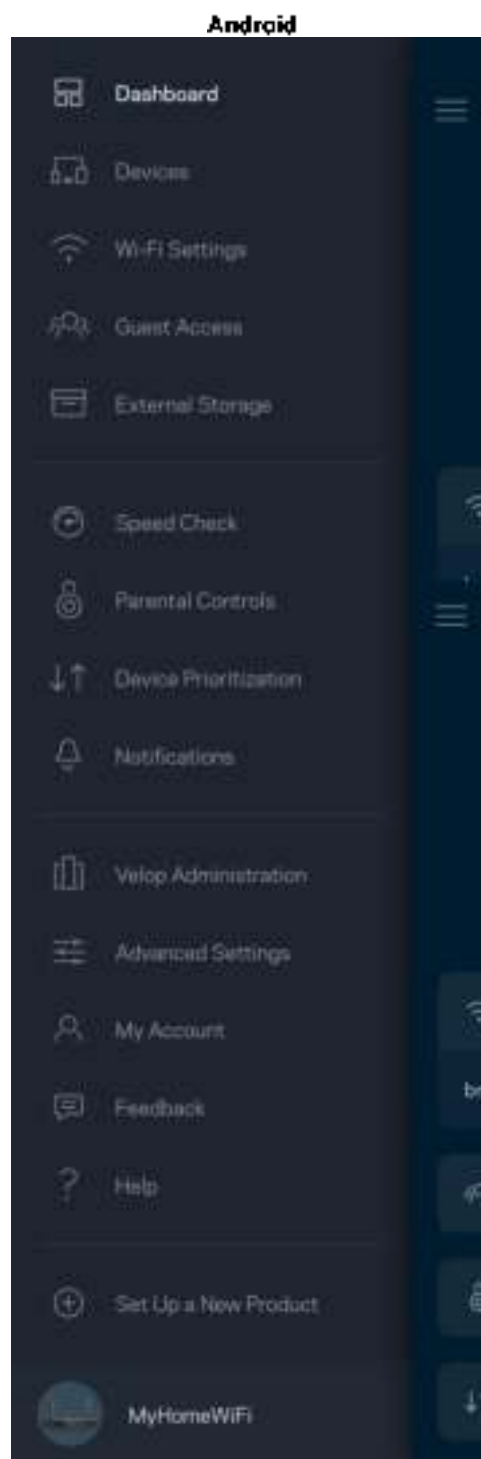 Android
Dashboard
Devices
Wi-Fi Settings
Guest Access
External Storage
Speed Check
Parental Controls
Device Prioritization
Notifications
Velop Administration
Advanced Settings
My Account
Feedback
Help
Set Up a New Product
MyHomeWiFi